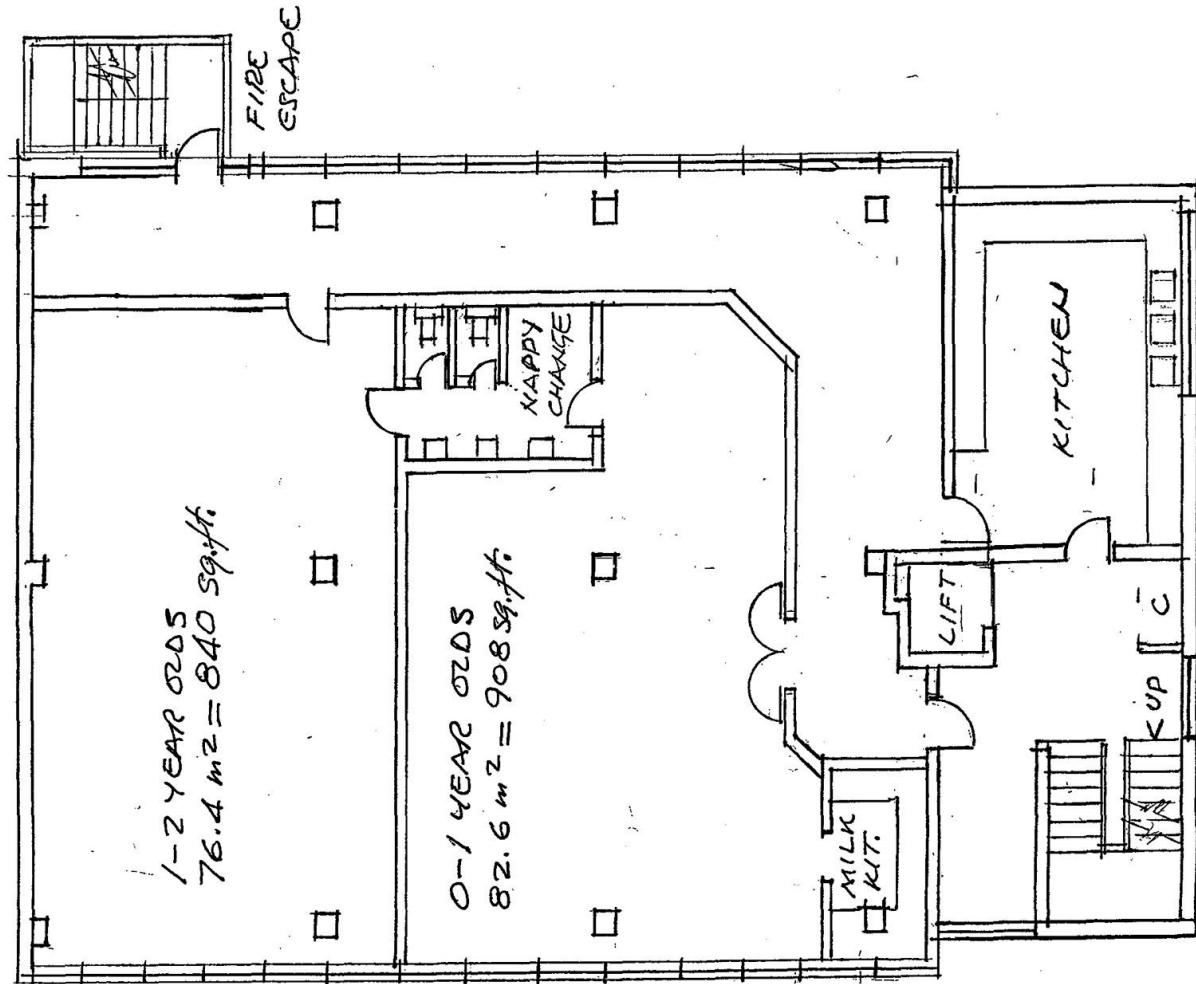 FIRE
ESCAPE
1-2 YEAR OLDS
76.4 m2 = 840 sq.ft.
NAPPY
CHANGE
0-1 YEAR OLDS
82.6 m2 = 908 sq.ft.
KITCHEN
LIFT
C
< UP
MILK
KIT.